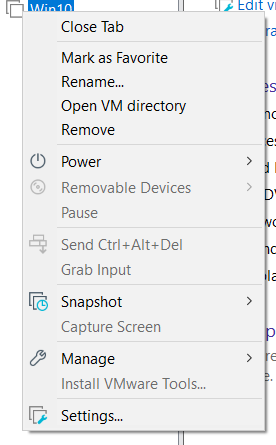 Win10
Edit v
Close Tab
Mark as Favorite
Rename...
Open VM directory
Remove
Power
Removable Devices
Pause
Send Ctrl+Alt+Del
Grab Input
Snapshot
Capture Screen
Manage
Install VMware Tools...
Settings...